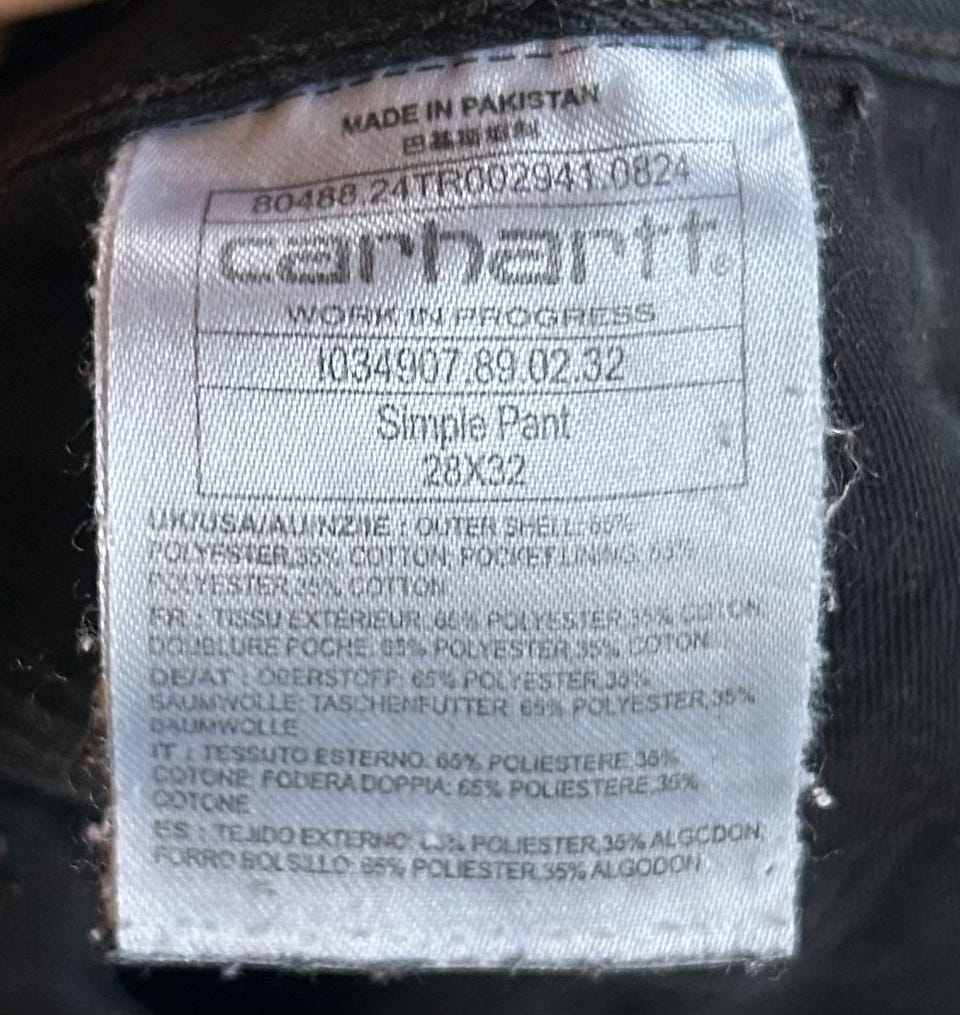 MADE IN PAKISTAN
巴基斯坦制
80488.24TR002941.0824
carhartt®
WORK IN PROGRESS
I034907.89.02.32
Simple Pant
28X32
UK/USA/AU/NZ/IE : OUTER SHELL: 65%
POLYESTER,35% COTTON; POCKET LINING: 65%
POLYESTER,35% COTTON
FR : TISSU EXTERIEUR: 65% POLYESTER,35% COTON;
DOUBLURE POCHE: 65% POLYESTER,35% COTON
DE/AT : OBERSTOFF: 65% POLYESTER,35%
BAUMWOLLE; TASCHENFUTTER: 65% POLYESTER,35%
BAUMWOLLE
IT : TESSUTO ESTERNO: 65% POLIESTERE,35%
COTONE; FODERA DOPPIA: 65% POLIESTERE,35%
COTONE
ES : TEJIDO EXTERNO: 65% POLIESTER,35% ALGODON;
FORRO BOLSILLO: 65% POLIESTER,35% ALGODON